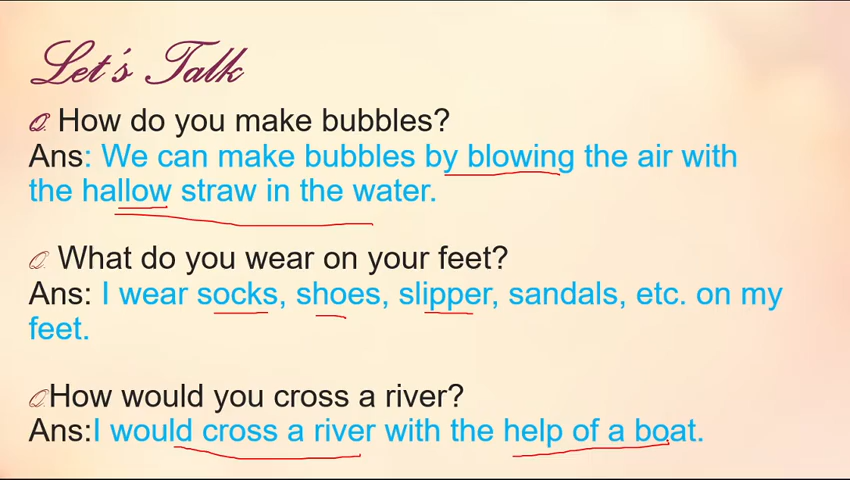 Let's Talk
Q. How do you make bubbles?
Ans: We can make bubbles by blowing the air with
the hallow straw in the water.
Q. What do you wear on your feet?
Ans: I wear socks, shoes, slipper, sandals, etc. on my
feet.
Q.How would you cross a river?
Ans:I would cross a river with the help of a boat.